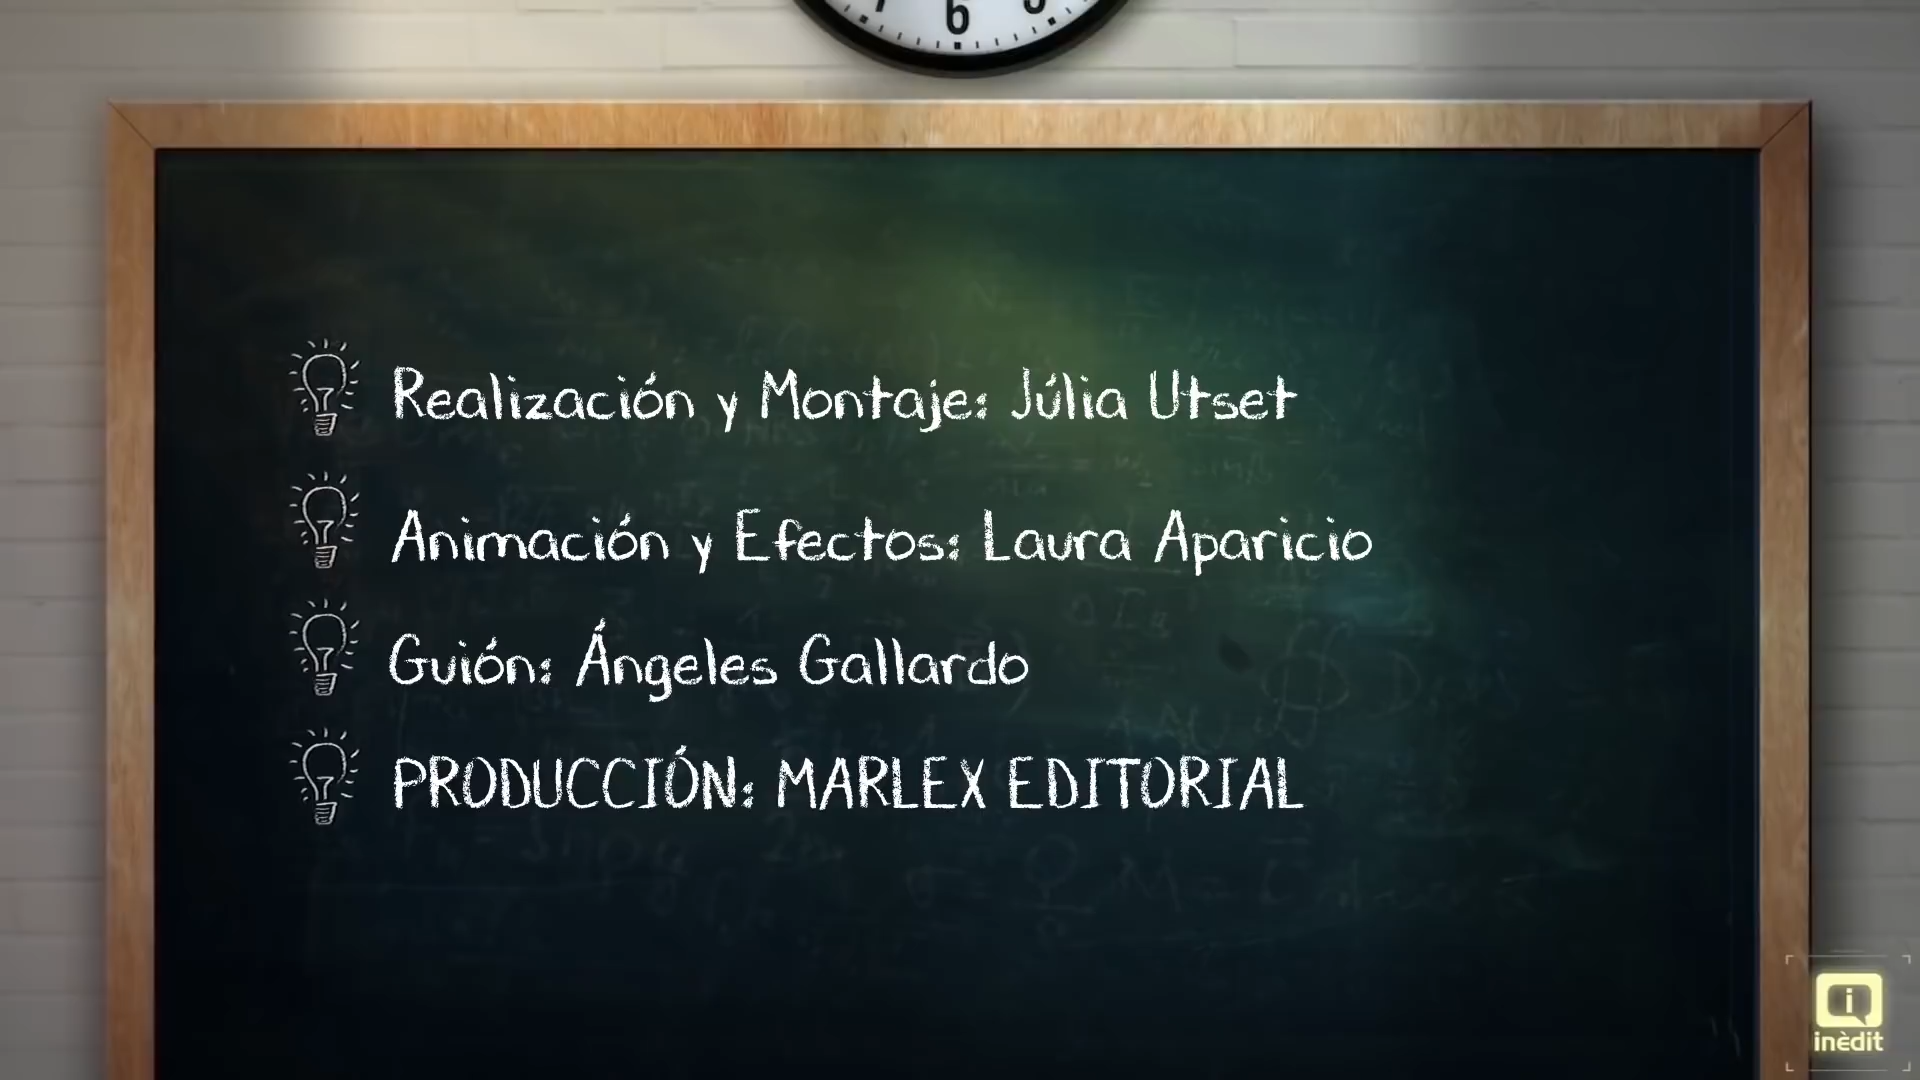 6
Realización y Montaje: Júlia Utset
Animación y Efectos: Laura Aparicio
Guión: Ángeles Gallardo
PRODUCCIÓN: MARLEX EDITORIAL
i
inèdit